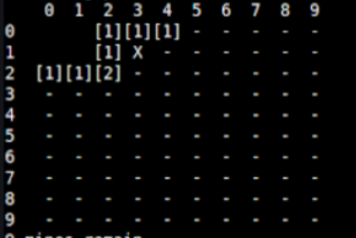 0 1 2 3 4 5 6 7 8 9
0 [1][1][1] - - - - -
1 [1] X - - - - - -
2 [1][1][2] - - - - - - -
3 - - - - - - - - - -
4 - - - - - - - - - -
5 - - - - - - - - - -
6 - - - - - - - - - -
7 - - - - - - - - - -
8 - - - - - - - - - -
9 - - - - - - - - - -
mines remain